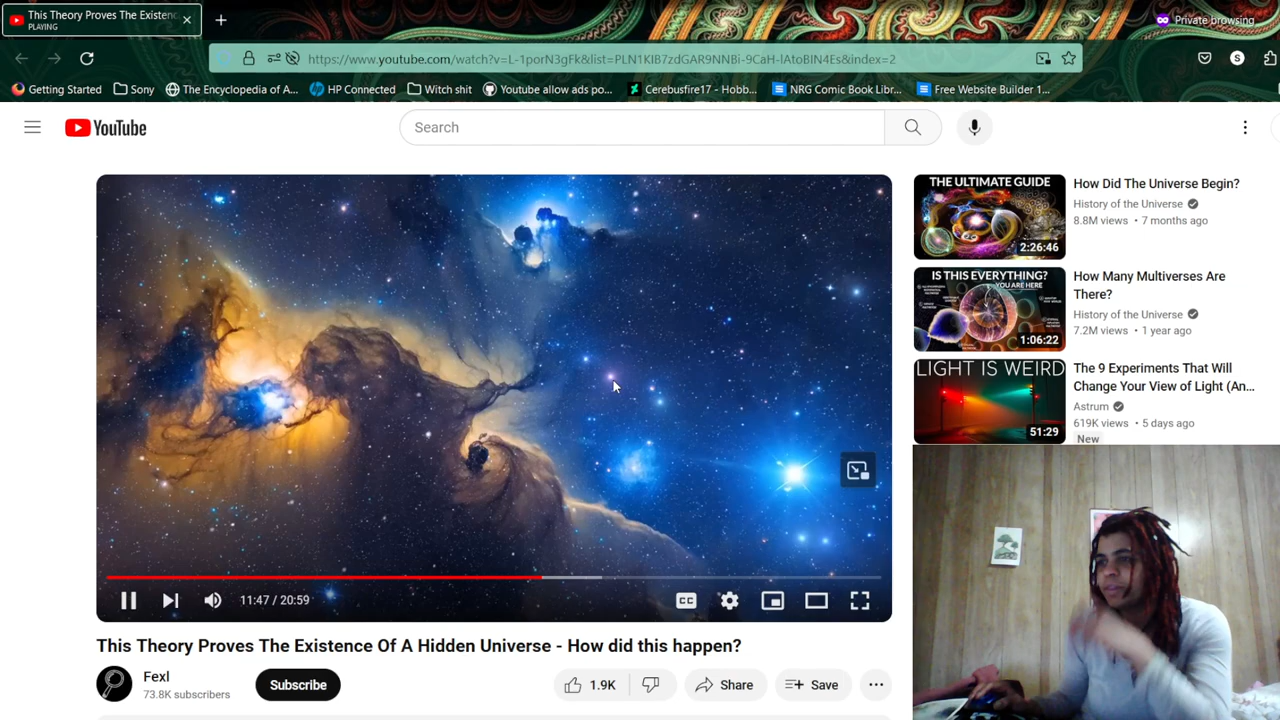 This Theory Proves The Existenc
PLAYING
Private browsing
https://www.youtube.com/watch?v=L-1porN3gFk&list=PLN1KIB7zdGAR9NNBi-9CaH-lAtoBIN4Es&index=2
S
Getting Started
Sony
The Encyclopedia of A...
HP Connected
Witch shit
Youtube allow ads po...
Cerebusfire17 - Hobb...
NRG Comic Book Libr...
Free Website Builder 1...
YouTube
Search
THE ULTIMATE GUIDE
2:26:46
How Did The Universe Begin?
History of the Universe
8.8M views • 7 months ago
IS THIS EVERYTHING?
YOU ARE HERE
1:06:22
How Many Multiverses Are
There?
History of the Universe
7.2M views • 1 year ago
LIGHT IS WEIRD
51:29
The 9 Experiments That Will
Change Your View of Light (An...
Astrum
619K views • 5 days ago
New
11:47 / 20:59
CC
This Theory Proves The Existence Of A Hidden Universe - How did this happen?
Fexl
73.8K subscribers
Subscribe
1.9K
Share
Save